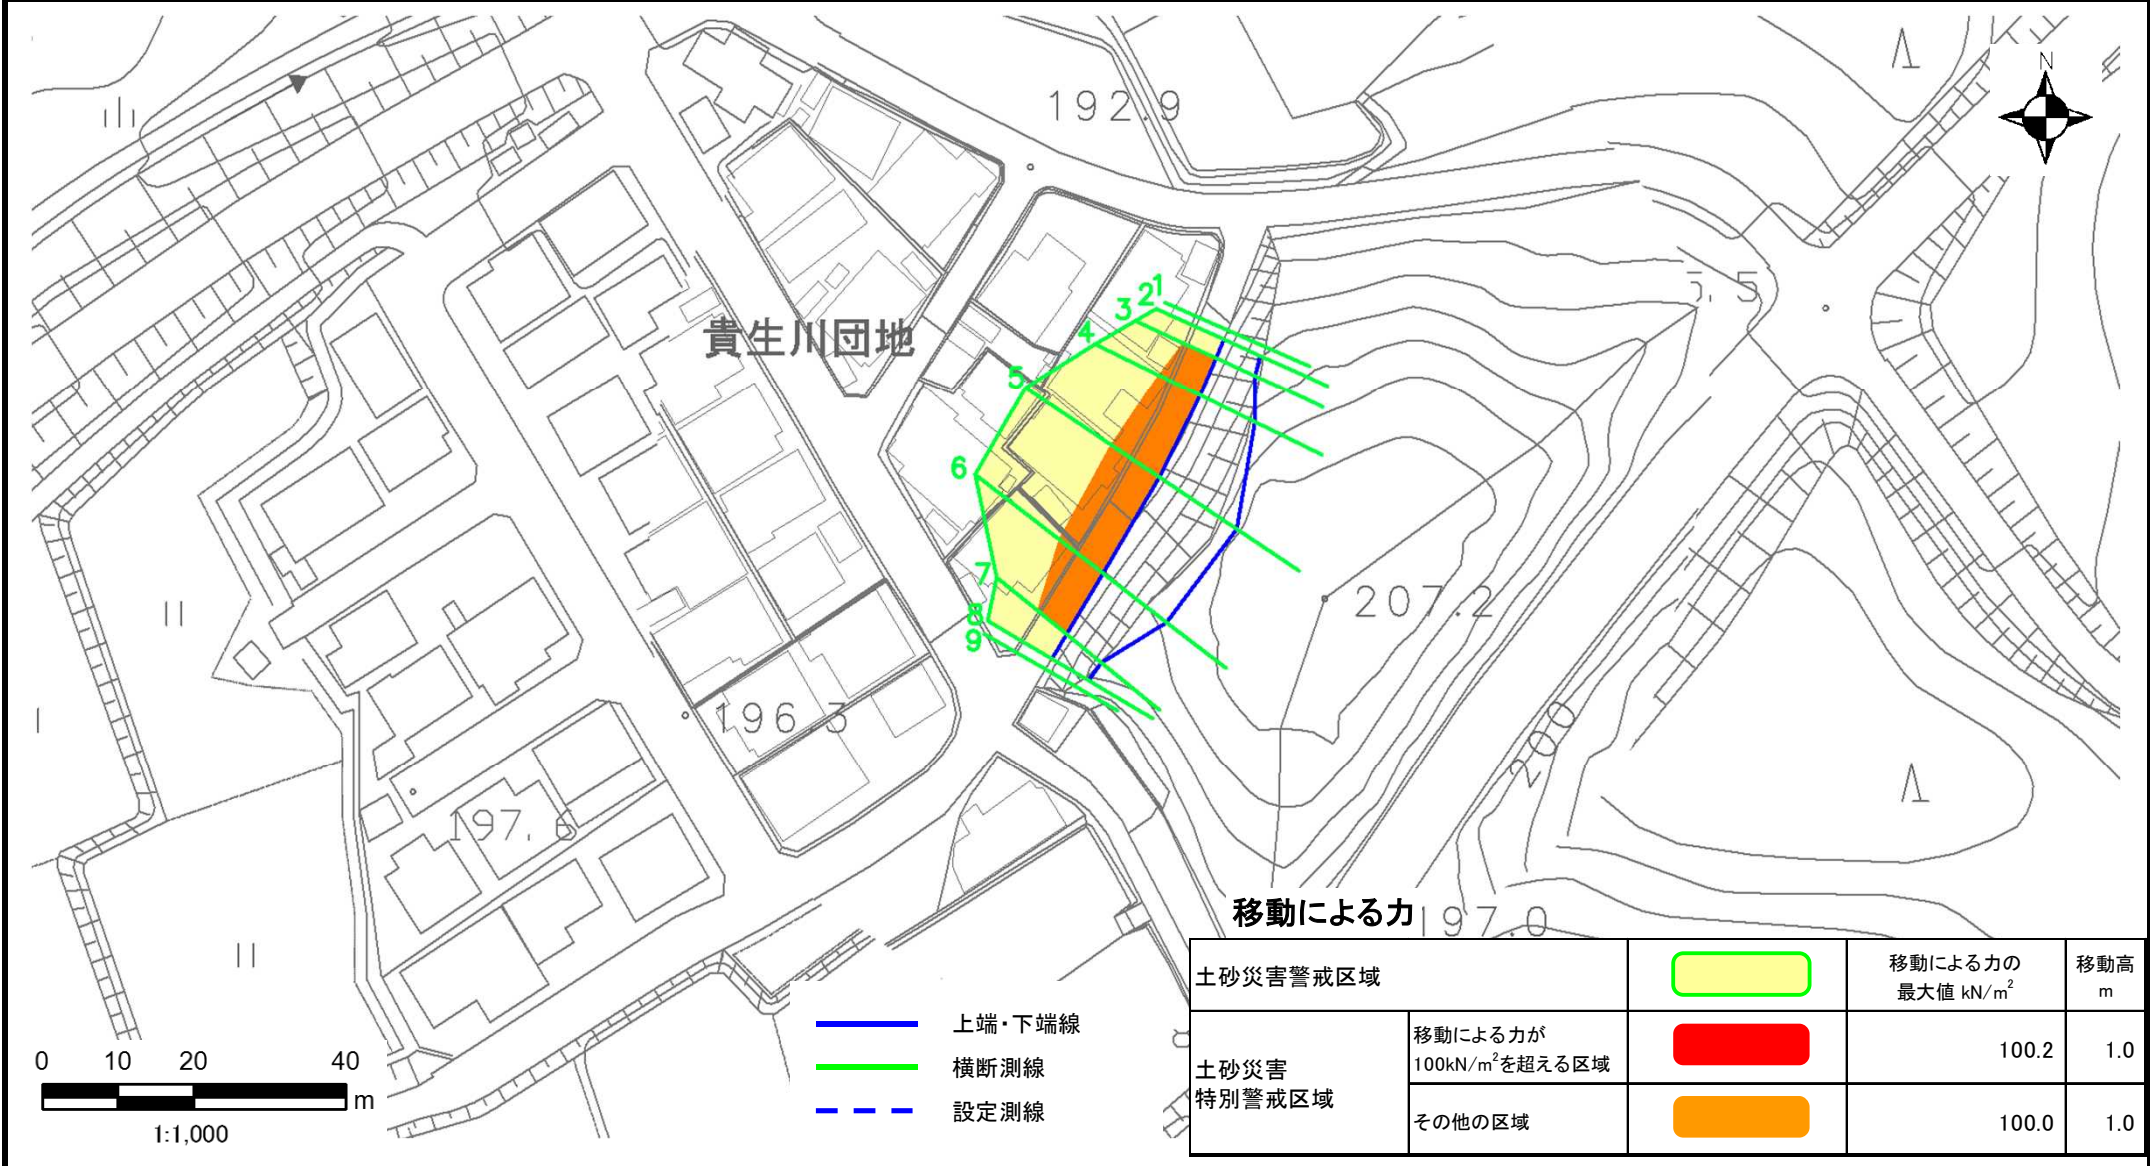 192.9
N
5.5
貴生川団地
1
2
3
4
5
6
7
8
9
207.2
196 3
197.6
200
197.0
移動による力
土砂災害警戒区域
移動による力の
最大値 kN/m²
移動高
m
土砂災害
特別警戒区域
移動による力が
100kN/m²を超える区域
100.2
1.0
その他の区域
100.0
1.0
上端・下端線
横断測線
設定測線
0 10 20 40
m
1:1,000